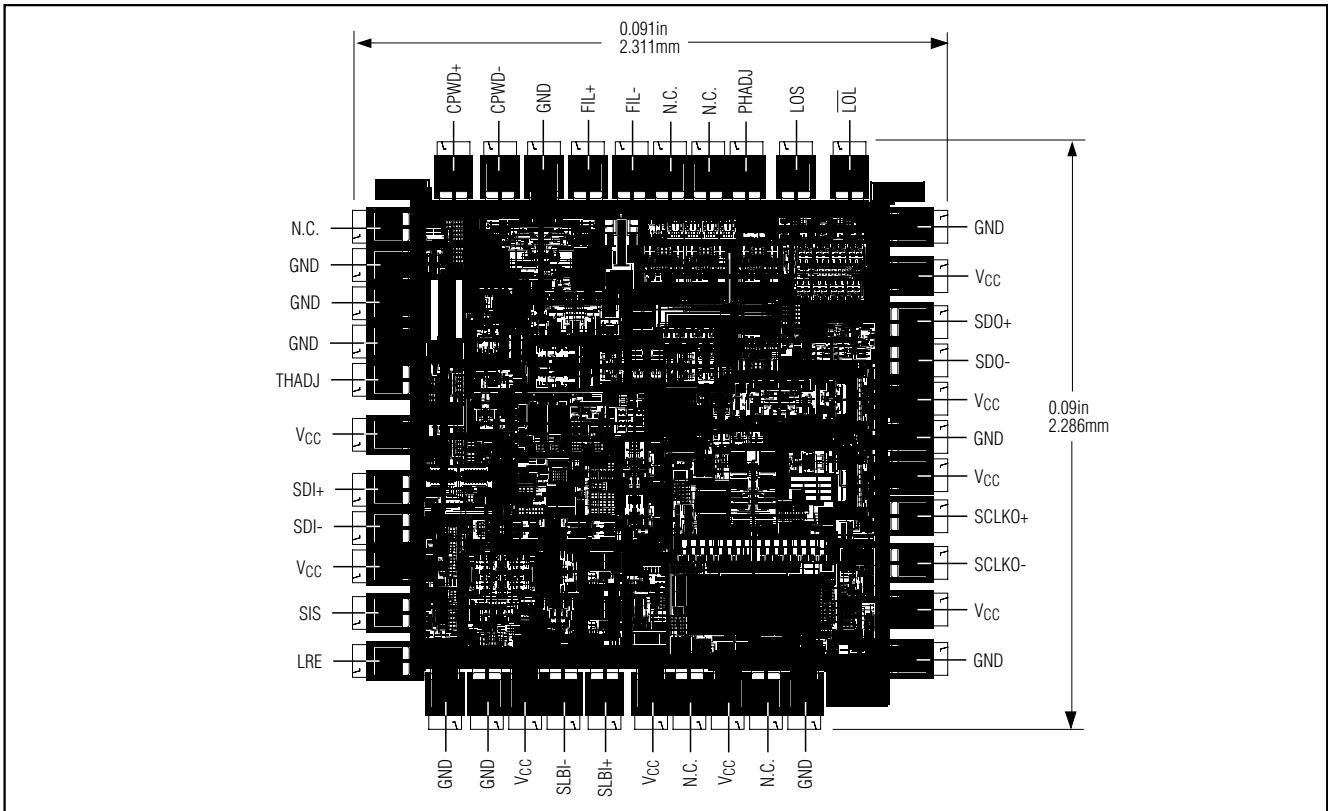 0.091in
2.311mm
CPWD+
CPWD-
GND
FIL+
FIL-
N.C.
N.C.
PHADJ
LOS
L̅O̅L̅
N.C.
GND
GND
GND
THADJ
VCC
SDI+
SDI-
VCC
SIS
LRE
GND
VCC
SDO+
SDO-
VCC
GND
VCC
SCLKO+
SCLKO-
VCC
GND
0.09in
2.286mm
GND
GND
VCC
SLBI-
SLBI+
VCC
N.C.
VCC
N.C.
GND